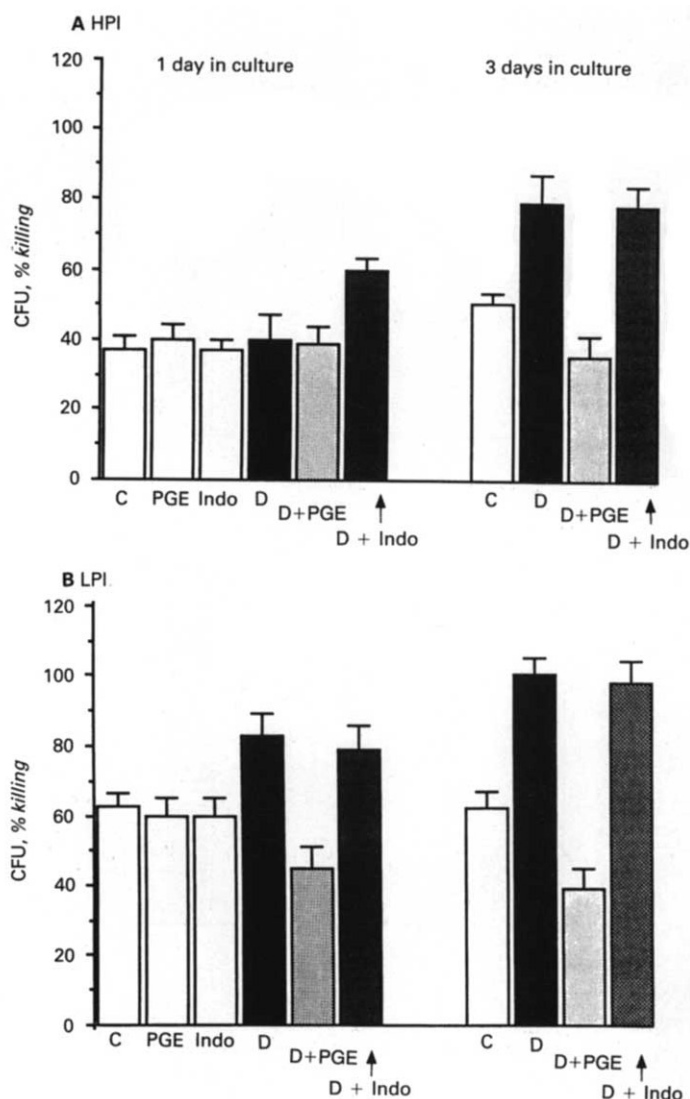 A HPI
1 day in culture
3 days in culture
120
100
80
60
40
20
0
CFU, % killing
C PGE Indo D D+PGE D + Indo
C D D+PGE D + Indo
B LPI
120
100
80
60
40
20
0
CFU, % killing
C PGE Indo D D+PGE D + Indo
C D D+PGE D + Indo